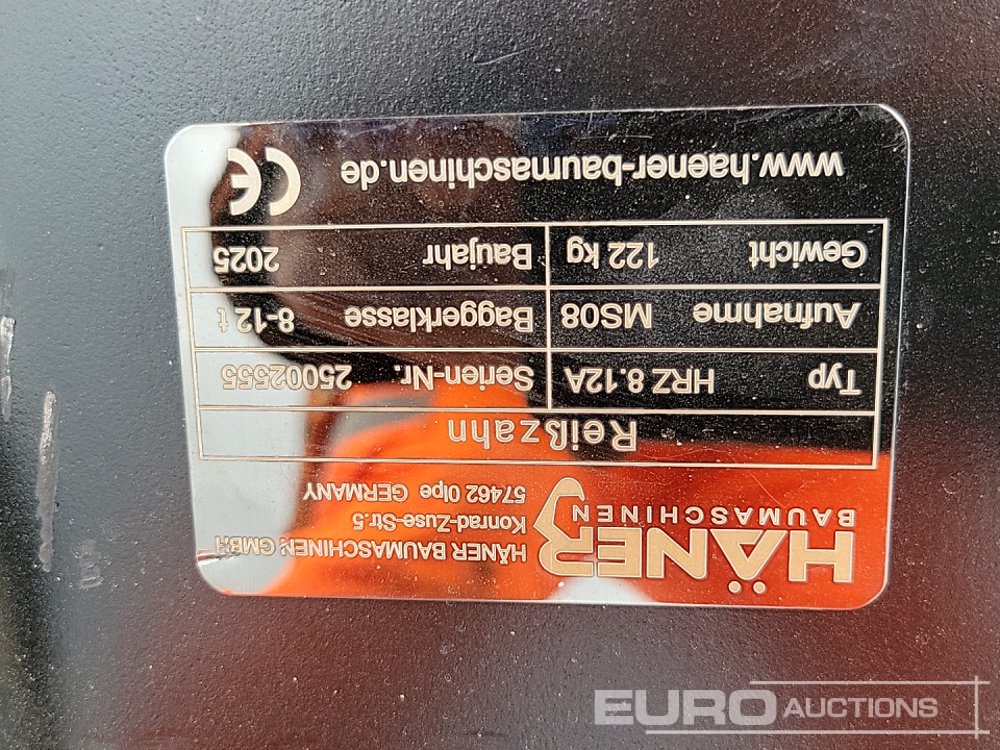 HÄNER
BAUMASCHINEN
HÄNER BAUMASCHINEN GMBH
Konrad-Zuse-Str.5
57462 Olpe GERMANY
Reißzahn
Typ HRZ 8.12A Serien-Nr. 25002555
Aufnahme MS08 Baggerklasse 8-12 t
Gewicht 122 kg Baujahr 2025
www.haener-baumaschinen.de CE
EURO AUCTIONS